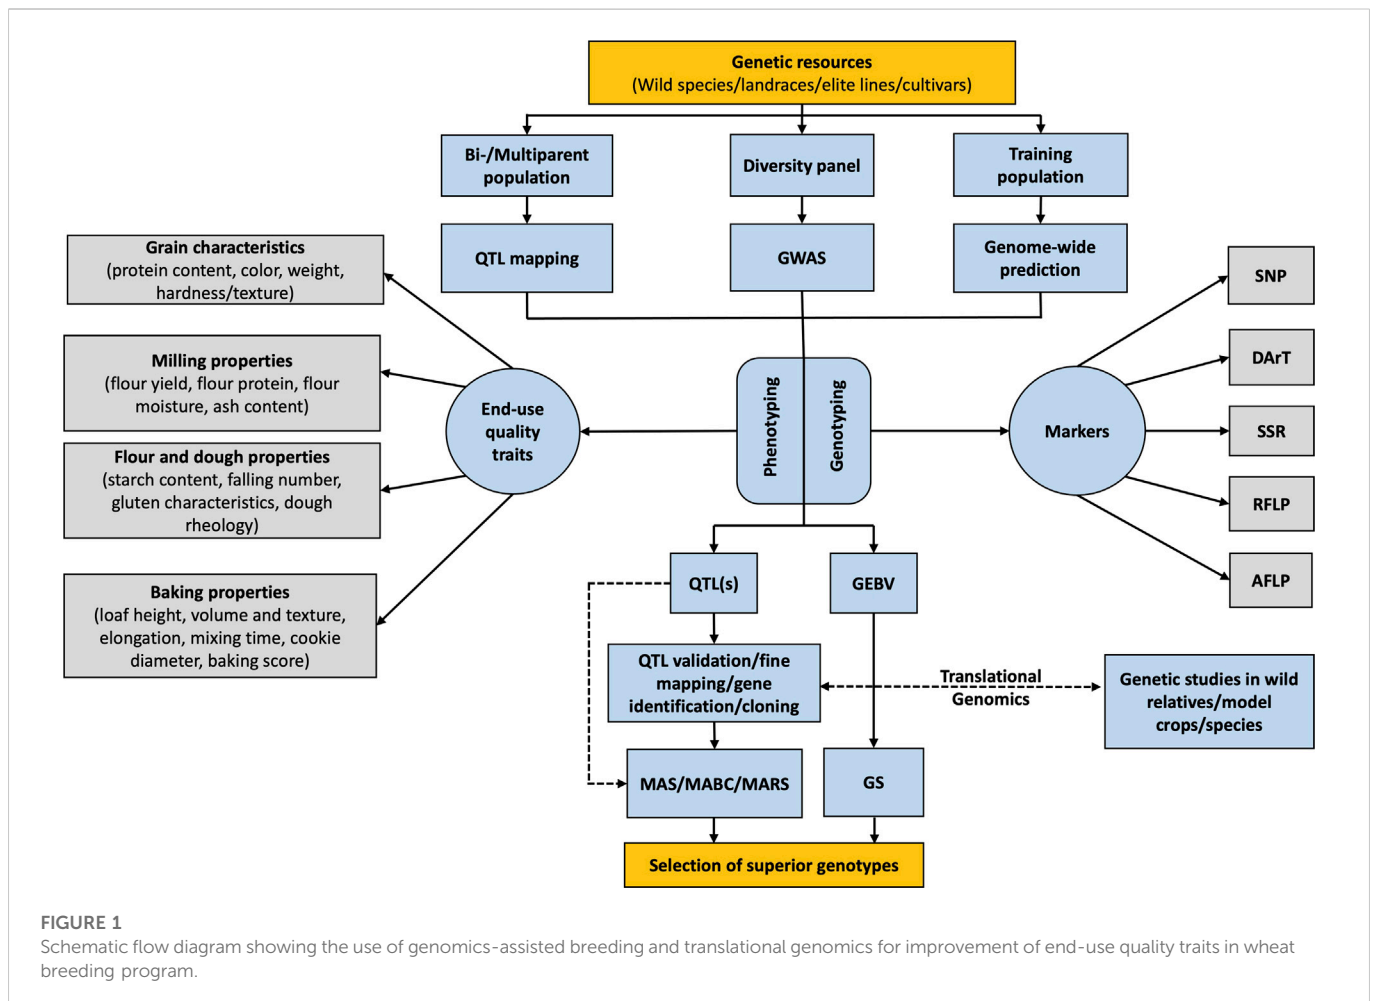 Genetic resources
(Wild species/landraces/elite lines/cultivars)
Bi-/Multiparent
population
Diversity panel
Training
population
QTL mapping
GWAS
Genome-wide
prediction
Grain characteristics
(protein content, color, weight,
hardness/texture)
Milling properties
(flour yield, flour protein, flour
moisture, ash content)
Flour and dough properties
(starch content, falling number,
gluten characteristics, dough
rheology)
Baking properties
(loaf height, volume and texture,
elongation, mixing time, cookie
diameter, baking score)
End-use
quality
traits
Phenotyping
Genotyping
Markers
SNP
DArT
SSR
RFLP
AFLP
QTL(s)
GEBV
QTL validation/fine
mapping/gene
identification/cloning
Translational
Genomics
Genetic studies in wild
relatives/model
crops/species
MAS/MABC/MARS
GS
Selection of superior genotypes
FIGURE 1
Schematic flow diagram showing the use of genomics-assisted breeding and translational genomics for improvement of end-use quality traits in wheat
breeding program.